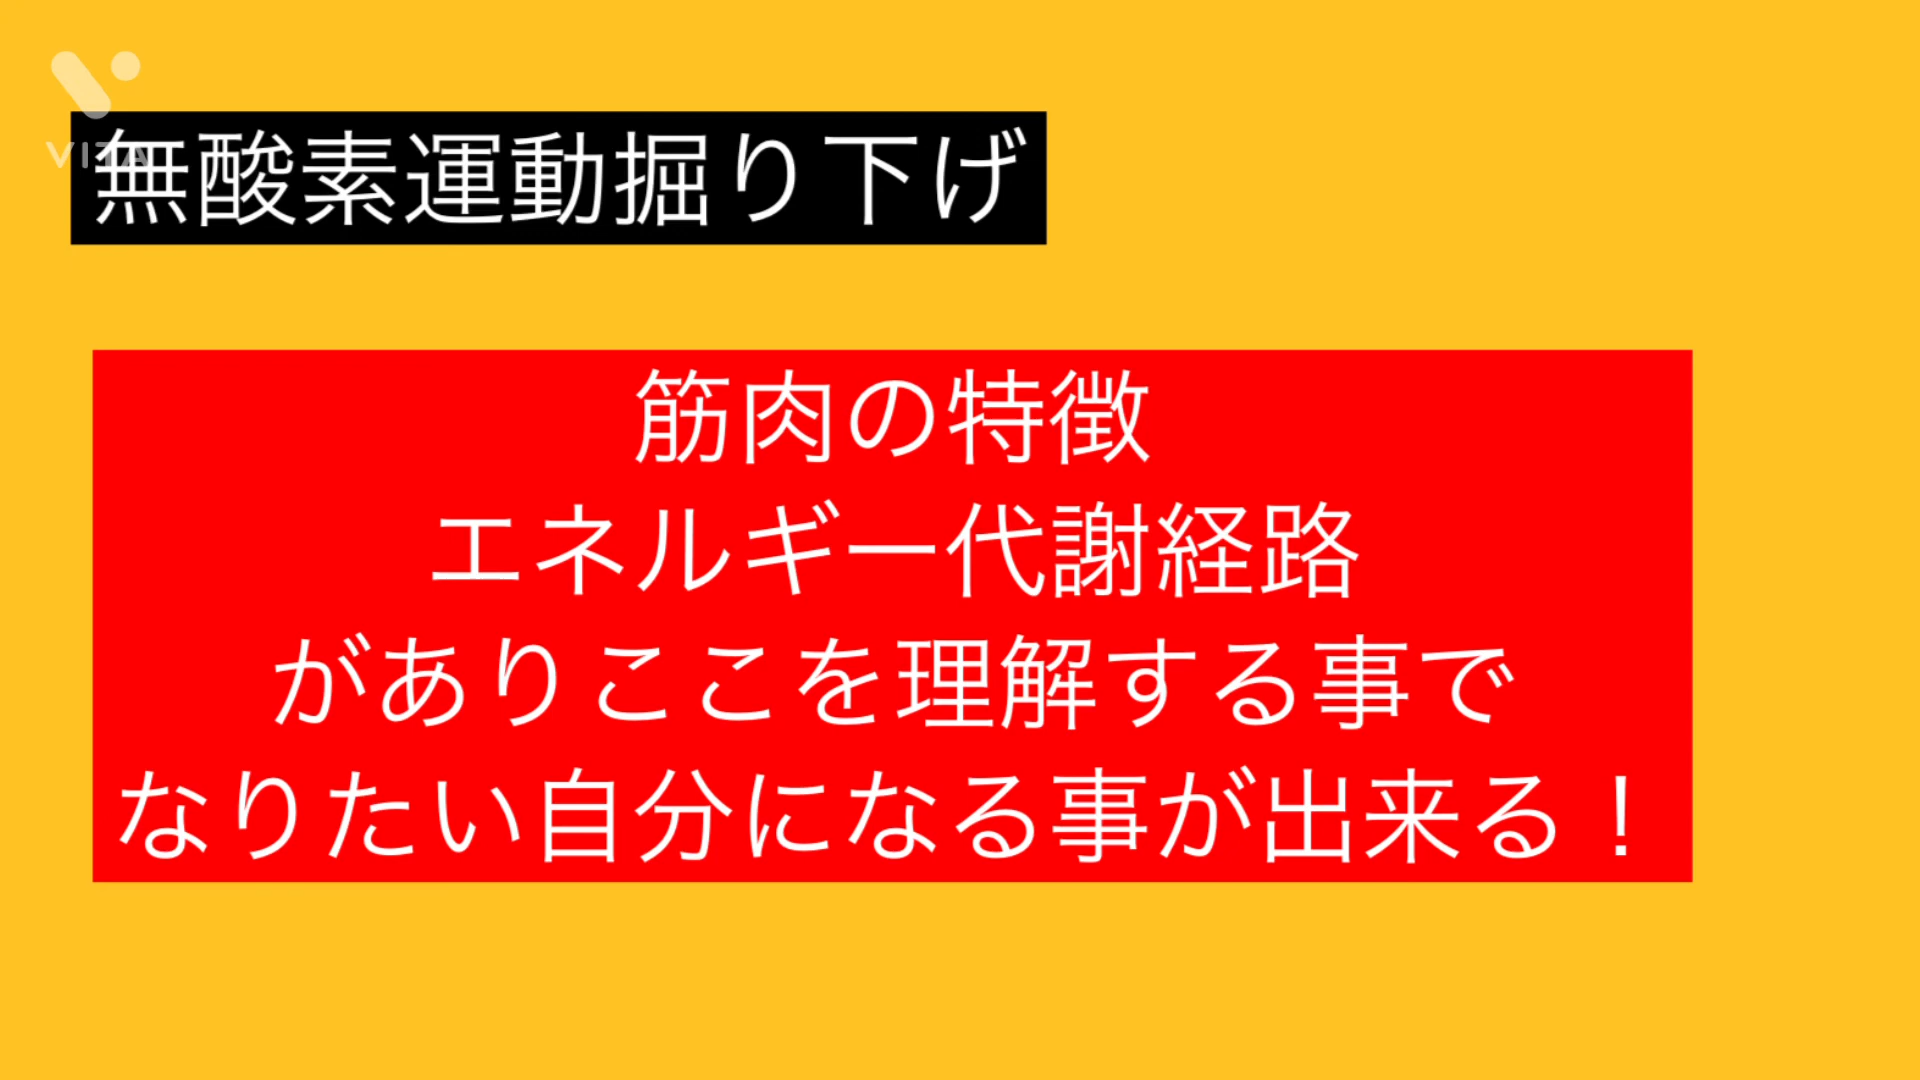 VITA
無酸素運動掘り下げ
筋肉の特徴
エネルギー代謝経路
がありここを理解する事で
なりたい自分になる事が出来る！